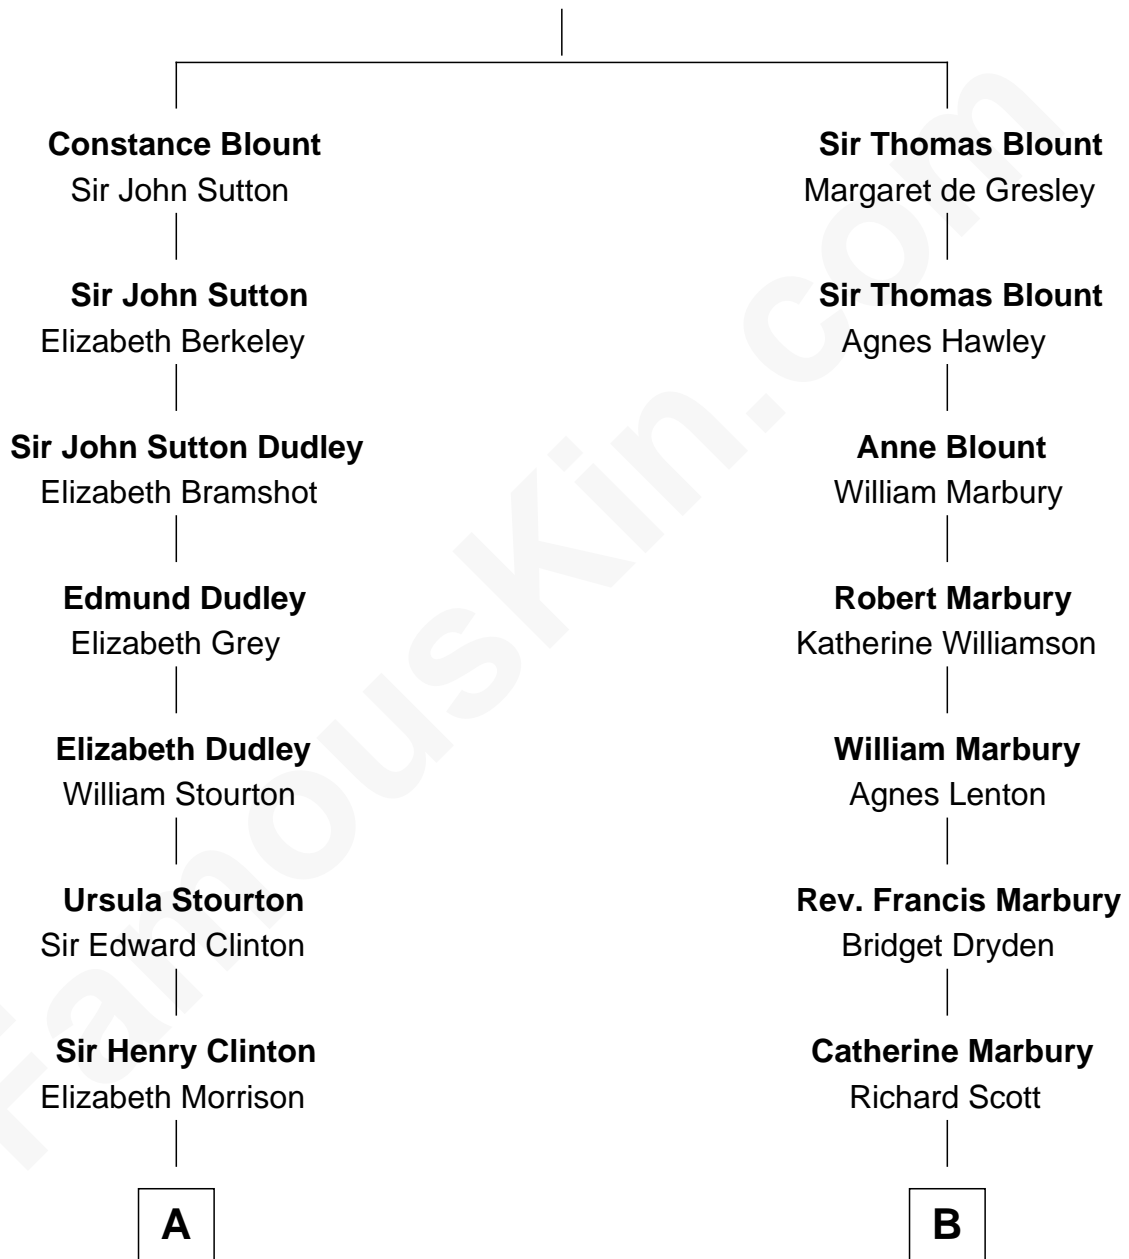 Constance Blount
Sir John Sutton
Sir Thomas Blount
Margaret de Gresley
Sir John Sutton
Elizabeth Berkeley
Sir Thomas Blount
Agnes Hawley
Sir John Sutton Dudley
Elizabeth Bramshot
Anne Blount
William Marbury
Edmund Dudley
Elizabeth Grey
Robert Marbury
Katherine Williamson
Elizabeth Dudley
William Stourton
William Marbury
Agnes Lenton
Ursula Stourton
Sir Edward Clinton
Rev. Francis Marbury
Bridget Dryden
Sir Henry Clinton
Elizabeth Morrison
Catherine Marbury
Richard Scott
A
B
FamousKin.com